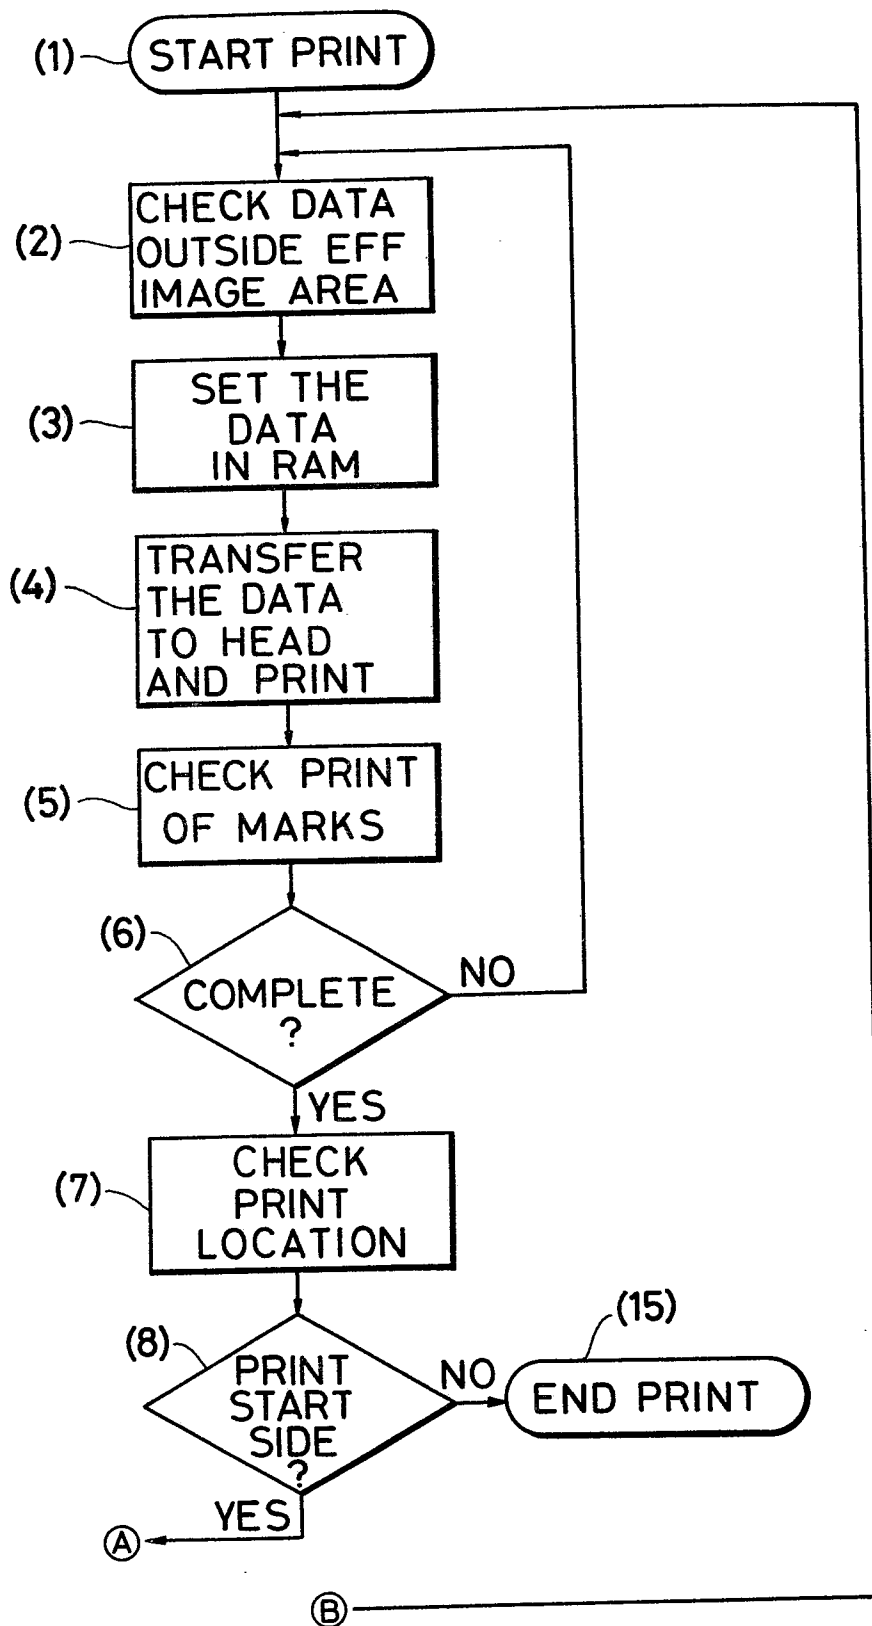 (1)
START PRINT
(2)
CHECK DATA
OUTSIDE EFF
IMAGE AREA
(3)
SET THE
DATA
IN RAM
(4)
TRANSFER
THE DATA
TO HEAD
AND PRINT
(5)
CHECK PRINT
OF MARKS
(6)
COMPLETE
?
NO
YES
(7)
CHECK
PRINT
LOCATION
(8)
PRINT
START
SIDE
?
NO
(15)
END PRINT
YES
A
B